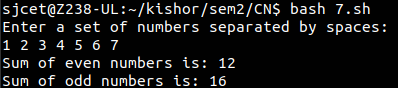 sjcet@Z238-UL:~/kishor/sem2/CN$ bash 7.sh
Enter a set of numbers separated by spaces:
1 2 3 4 5 6 7
Sum of even numbers is: 12
Sum of odd numbers is: 16